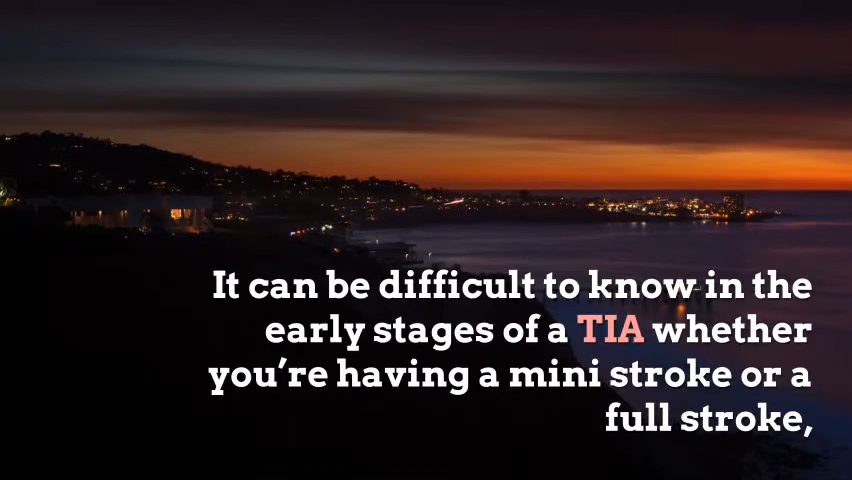 It can be difficult to know in the
early stages of a TIA whether
you’re having a mini stroke or a
full stroke,